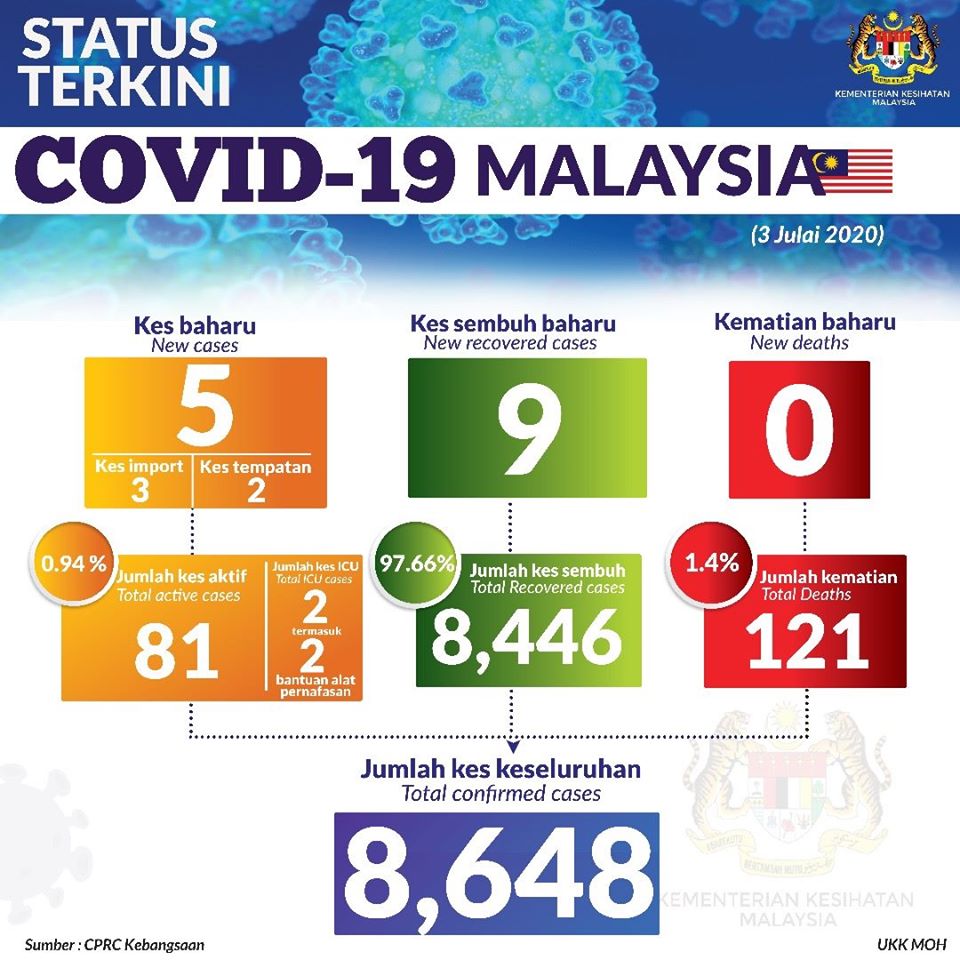 STATUS
TERKINI
KEMENTERIAN KESIHATAN
MALAYSIA
COVID-19 MALAYSIA
(3 Julai 2020)
Kes baharu
New cases
5
Kes import
3
Kes tempatan
2
Kes sembuh baharu
New recovered cases
9
Kematian baharu
New deaths
0
0.94 %
Jumlah kes aktif
Total active cases
81
Jumlah kes ICU
Total ICU cases
2
termasuk
2
bantuan alat
pernafasan
97.66%
Jumlah kes sembuh
Total Recovered cases
8,446
1.4%
Jumlah kematian
Total Deaths
121
Jumlah kes keseluruhan
Total confirmed cases
8,648
KEMENTERIAN KESIHATAN
MALAYSIA
Sumber : CPRC Kebangsaan
UKK MOH